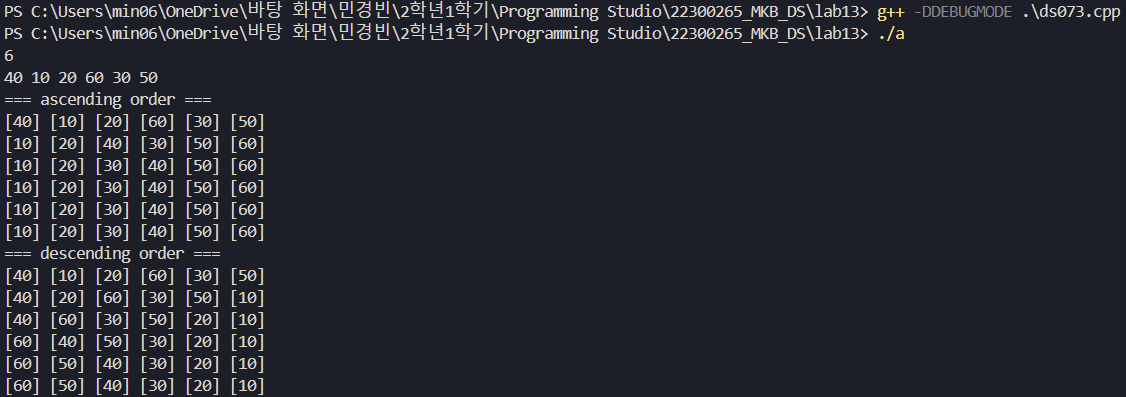 PS C:\Users\min06\OneDrive\바탕 화면\민경빈\2학년1학기\Programming Studio\22300265_MKB_DS\lab13> g++ -DDEBUGMODE .\ds073.cpp
PS C:\Users\min06\OneDrive\바탕 화면\민경빈\2학년1학기\Programming Studio\22300265_MKB_DS\lab13> ./a
6
40 10 20 60 30 50
=== ascending order ===
[40] [10] [20] [60] [30] [50]
[10] [20] [40] [30] [50] [60]
[10] [20] [30] [40] [50] [60]
[10] [20] [30] [40] [50] [60]
[10] [20] [30] [40] [50] [60]
[10] [20] [30] [40] [50] [60]
=== descending order ===
[40] [10] [20] [60] [30] [50]
[40] [20] [60] [30] [50] [10]
[40] [60] [30] [50] [20] [10]
[60] [40] [50] [30] [20] [10]
[60] [50] [40] [30] [20] [10]
[60] [50] [40] [30] [20] [10]